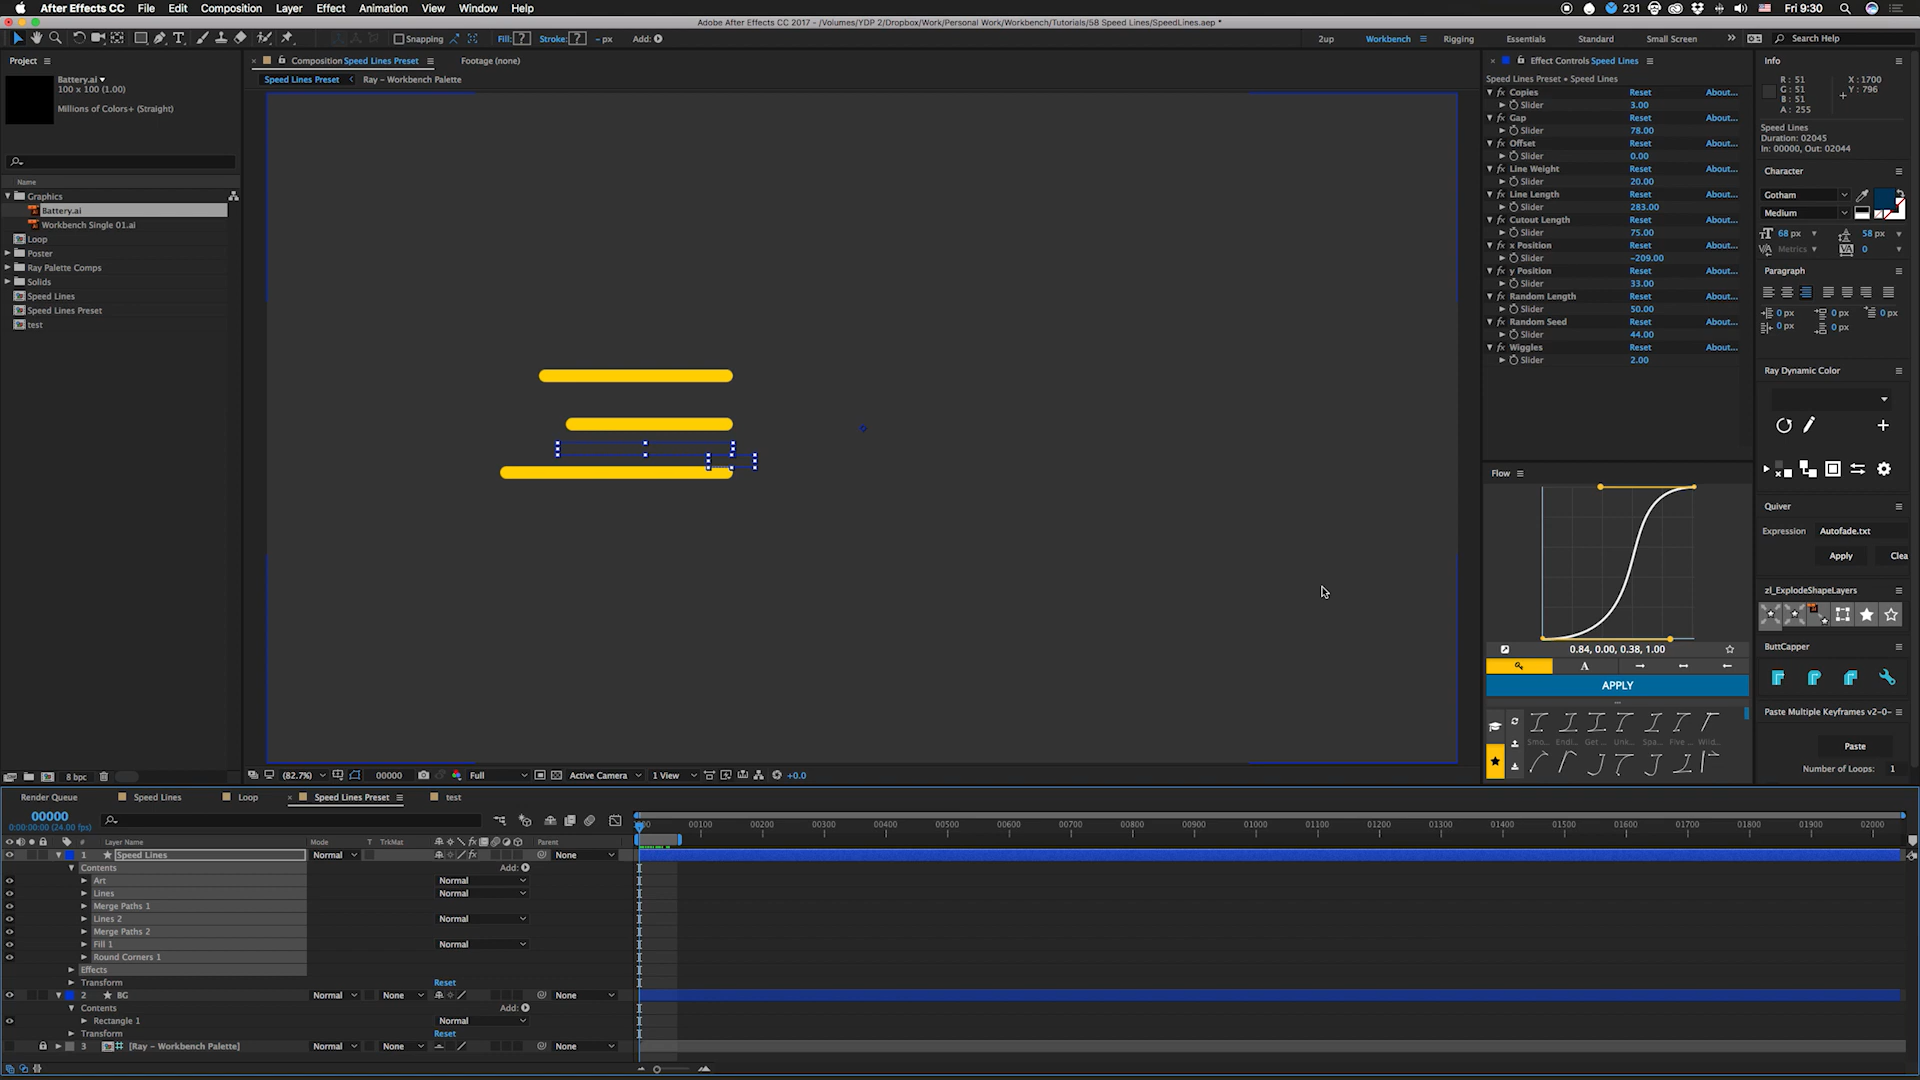 After Effects CC File Edit Composition Layer Effect Animation View Window Help
231 Fri 9:30
Adobe After Effects CC 2017 - /Volumes/YDP 2/Dropbox/Work/Personal Work/Workbench/Tutorials/58 Speed Lines/SpeedLines.aep *
Snapping Fill: ? Stroke: ? - px Add:
2up Workbench Rigging Essentials Standard Small Screen Search Help
Project
Battery.ai
100 x 100 (1.00)
Millions of Colors+ (Straight)
Name
Graphics
Battery.ai
Workbench Single 01.ai
Loop
Poster
Ray Palette Comps
Solids
Speed Lines
Speed Lines Preset
test
8 bpc
Composition Speed Lines Preset Footage (none)
Speed Lines Preset Ray – Workbench Palette
(82.7%) 00000 Full Active Camera 1 View +0.0
Effect Controls Speed Lines
Speed Lines Preset • Speed Lines
Copies Reset About...
Slider 3.00
Gap Reset About...
Slider 78.00
Offset Reset About...
Slider 0.00
Line Weight Reset About...
Slider 20.00
Line Length Reset About...
Slider 283.00
Cutout Length Reset About...
Slider 75.00
x Position Reset About...
Slider -209.00
y Position Reset About...
Slider 33.00
Random Length Reset About...
Slider 50.00
Random Seed Reset About...
Slider 44.00
Wiggles Reset About...
Slider 2.00
Flow
0.84, 0.00, 0.38, 1.00
A
APPLY
Smo... Endi... Get ... Unk... Spa... Five ... Wild...
Info
R : 51 X : 1700
G : 51 Y : 796
B : 51
A : 255
Speed Lines
Duration: 02045
In: 00000, Out: 02044
Character
Gotham
Medium
68 px 58 px
Metrics 0
Paragraph
0 px 0 px 0 px
0 px 0 px
Ray Dynamic Color
Quiver
Expression Autofade.txt
Apply Clea
zl_ExplodeShapeLayers
ButtCapper
Paste Multiple Keyframes v2-0-
Paste
Number of Loops: 1
Render Queue Speed Lines Loop Speed Lines Preset test
00000
0:00:00:00 (24.00 fps)
00100 00200 00300 00400 00500 00600 00700 00800 00900 01000 01100 01200 01300 01400 01500 01600 01700 01800 01900 02000
# Layer Name Mode T TrkMat Parent
1 Speed Lines Normal None
Contents Add:
Art Normal
Lines Normal
Merge Paths 1
Lines 2 Normal
Merge Paths 2
Fill 1 Normal
Round Corners 1
Effects
Transform Reset
2 BG Normal None None
Contents Add:
Rectangle 1 Normal
Transform Reset
3 [Ray – Workbench Palette] Normal None None